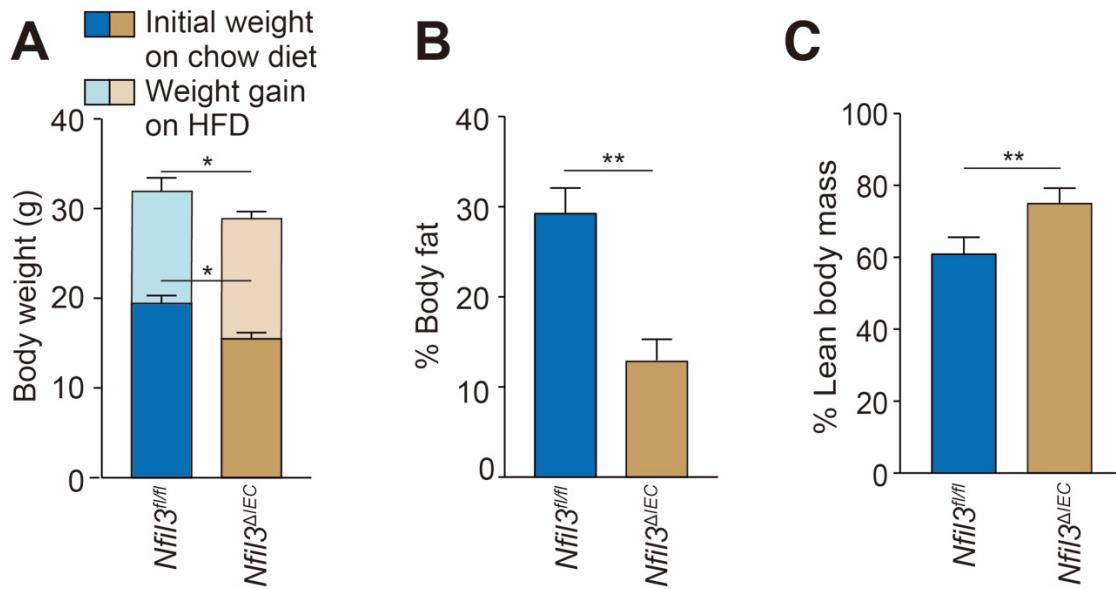 A
Initial weight
on chow diet
Weight gain
on HFD
Body weight (g)
40
30
20
10
0
*
*
Nfil3fl/fl
Nfil3ΔIEC
B
% Body fat
40
30
20
10
0
**
Nfil3fl/fl
Nfil3ΔIEC
C
% Lean body mass
100
80
60
40
20
0
**
Nfil3fl/fl
Nfil3ΔIEC